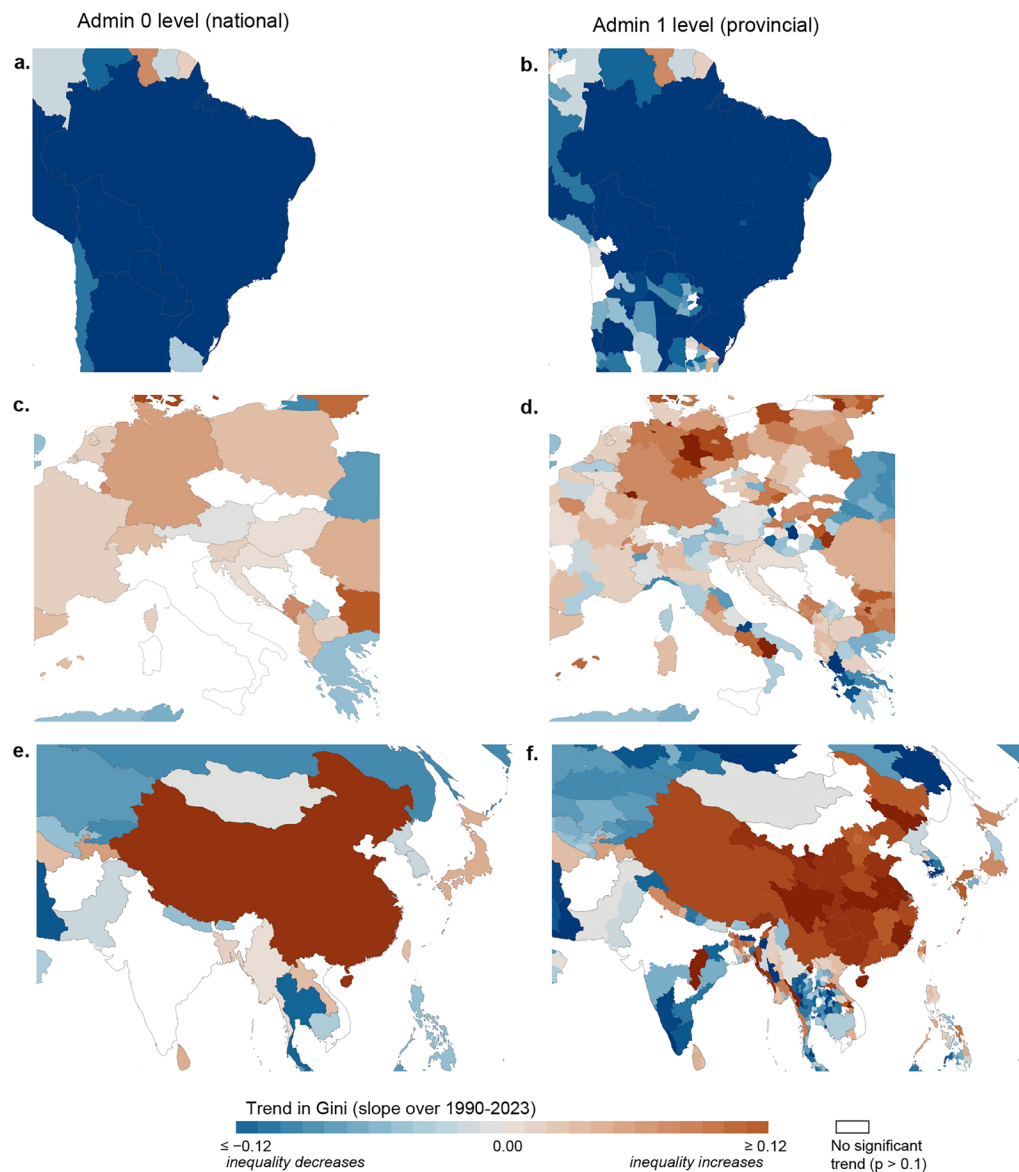 Admin 0 level (national)
Admin 1 level (provincial)
a.
b.
c.
d.
e.
f.
Trend in Gini (slope over 1990-2023)
≤ −0.12
0.00
≥ 0.12
inequality decreases
inequality increases
No significant
trend (p > 0.1)